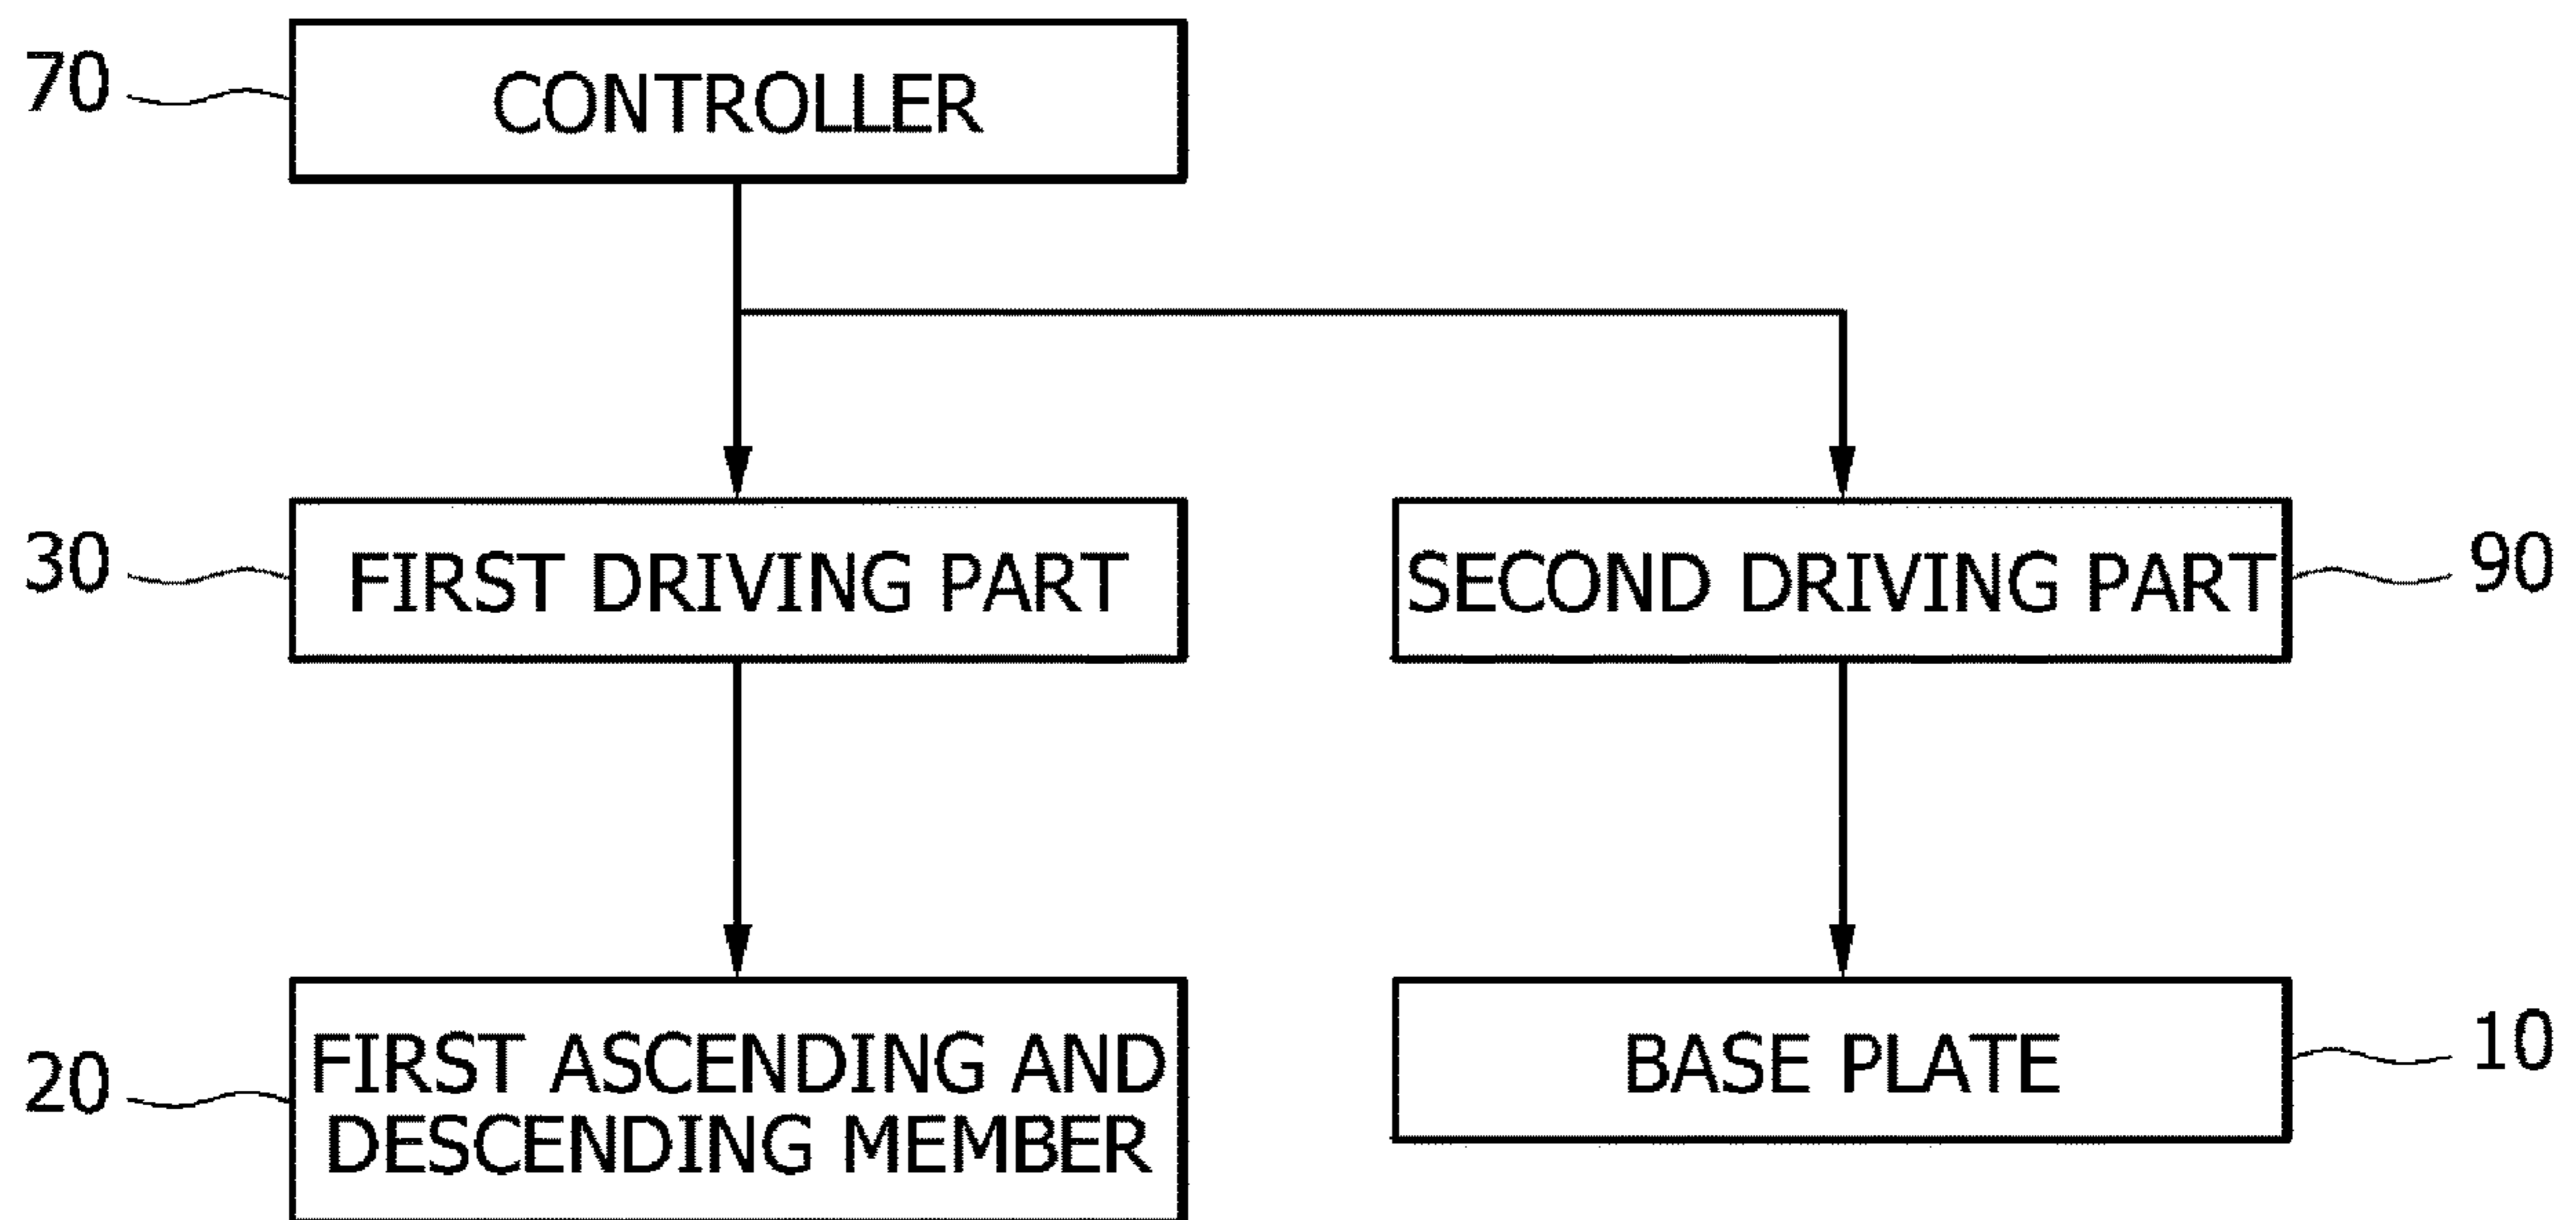 70
CONTROLLER
30
FIRST DRIVING PART
SECOND DRIVING PART
90
20
FIRST ASCENDING AND
DESCENDING MEMBER
BASE PLATE
10